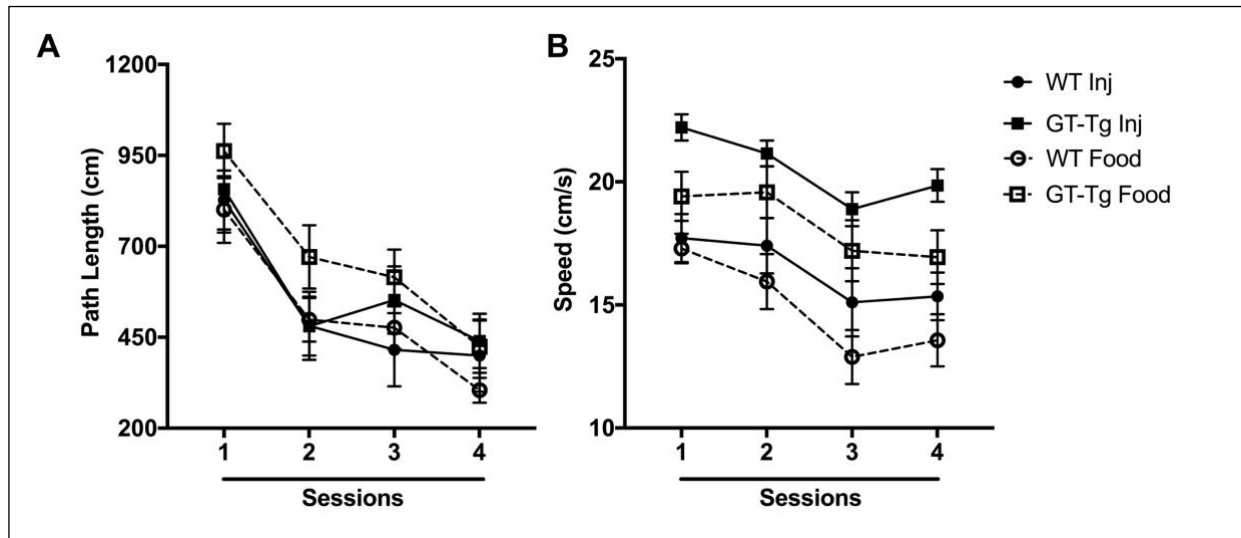 A
Path Length (cm)
1200
950
700
450
200
1 2 3 4
Sessions
B
Speed (cm/s)
25
20
15
10
1 2 3 4
Sessions
WT Inj
GT-Tg Inj
WT Food
GT-Tg Food